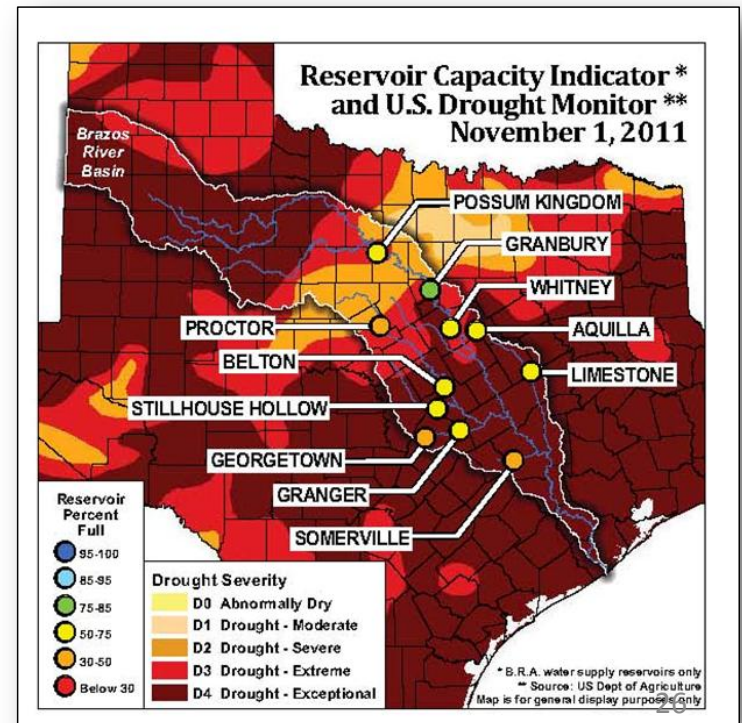 Reservoir Capacity Indicator *
and U.S. Drought Monitor **
November 1, 2011
Brazos
River
Basin
POSSUM KINGDOM
GRANBURY
WHITNEY
PROCTOR
AQUILLA
BELTON
LIMESTONE
STILLHOUSE HOLLOW
GEORGETOWN
GRANGER
SOMERVILLE
Reservoir
Percent
Full
95-100
85-95
75-85
50-75
30-50
Below 30
Drought Severity
D0 Abnormally Dry
D1 Drought - Moderate
D2 Drought - Severe
D3 Drought - Extreme
D4 Drought - Exceptional
* B.R.A. water supply reservoirs only
** Source: US Dept of Agriculture
Map is for general display purposes only
26